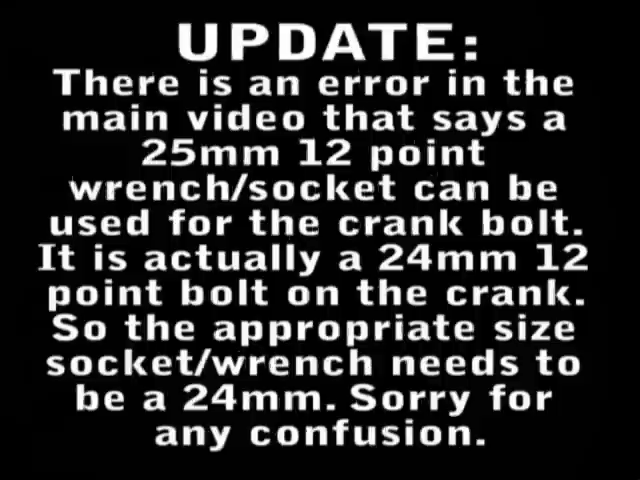 UPDATE:
There is an error in the
main video that says a
25mm 12 point
wrench/socket can be
used for the crank bolt.
It is actually a 24mm 12
point bolt on the crank.
So the appropriate size
socket/wrench needs to
be a 24mm. Sorry for
any confusion.